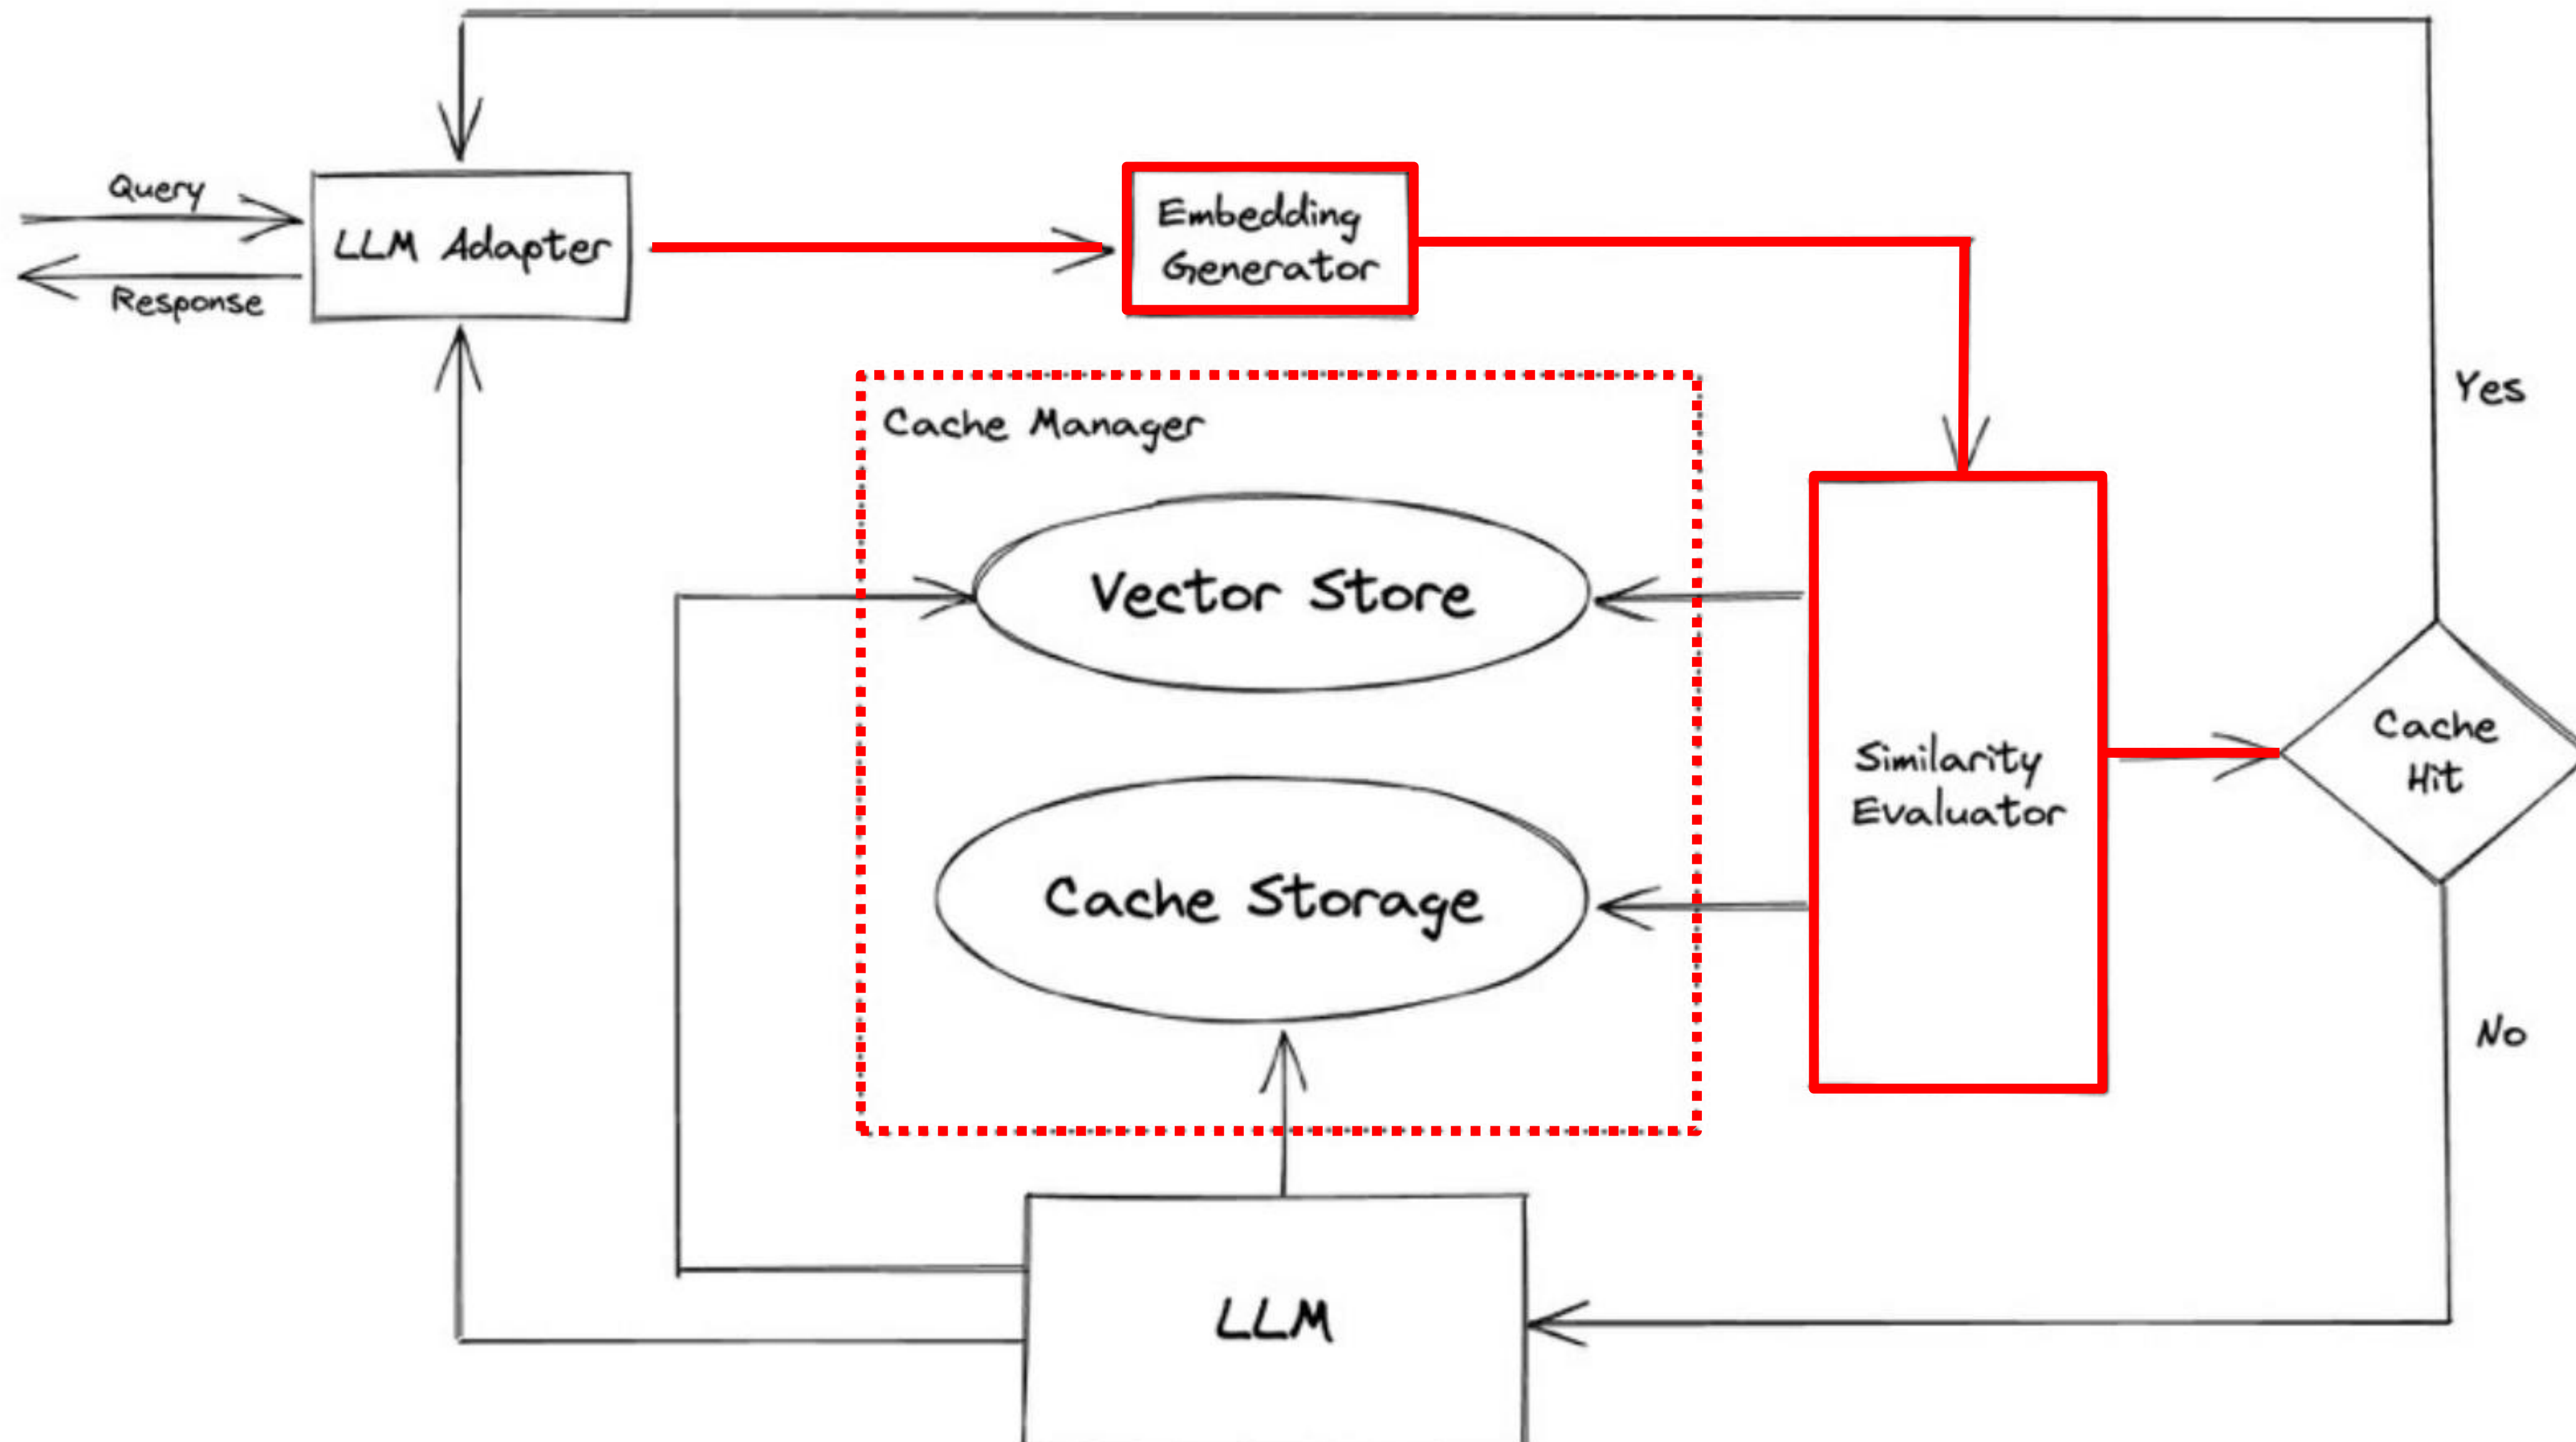 Query
LLM Adapter
Response
Embedding
Generator
Cache Manager
Yes
Vector Store
Cache
Hit
Similarity
Evaluator
Cache Storage
No
LLM